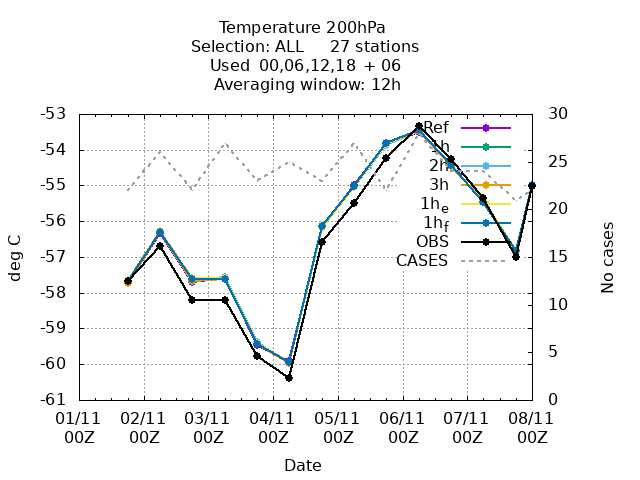 Temperature 200hPa
Selection: ALL 27 stations
Used 00,06,12,18 + 06
Averaging window: 12h
-53
-54
-55
-56
-57
-58
-59
-60
-61
deg C
30
25
20
15
10
5
0
No cases
Ref
1h
2h
3h
1he
1hf
OBS
CASES
01/11 02/11 03/11 04/11 05/11 06/11 07/11 08/11
00Z 00Z 00Z 00Z 00Z 00Z 00Z 00Z
Date